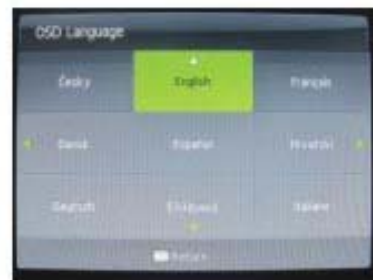 OSD Language
Česky English Français
Dansk Español Hrvatski
Deutsch Ελληνικά Italiano
Return